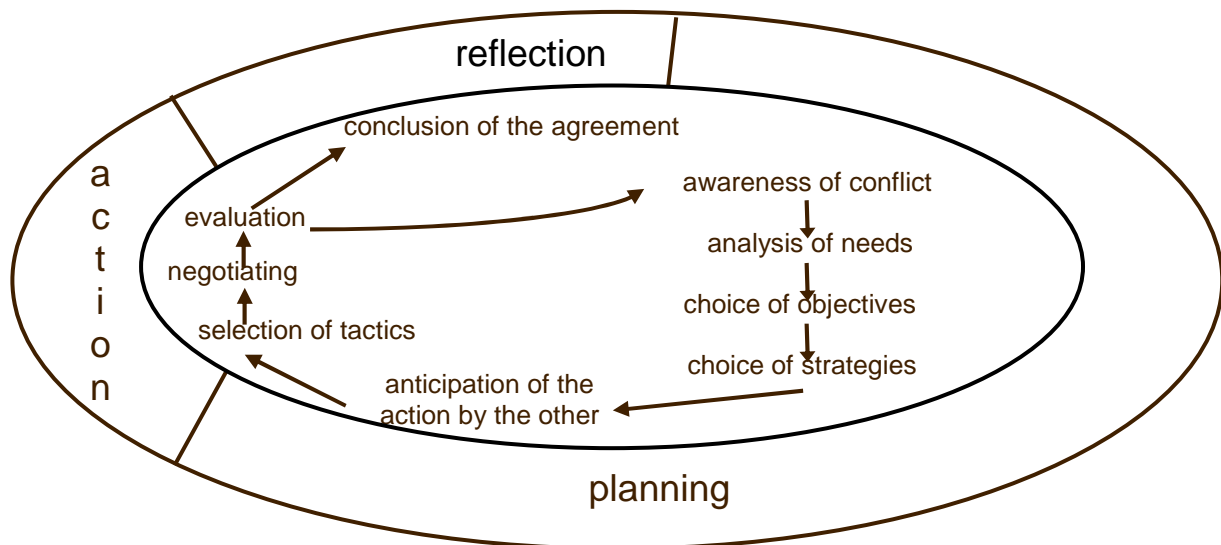 reflection
conclusion of the agreement
awareness of conflict
evaluation
analysis of needs
negotiating
choice of objectives
selection of tactics
choice of strategies
anticipation of the
action by the other
action
planning